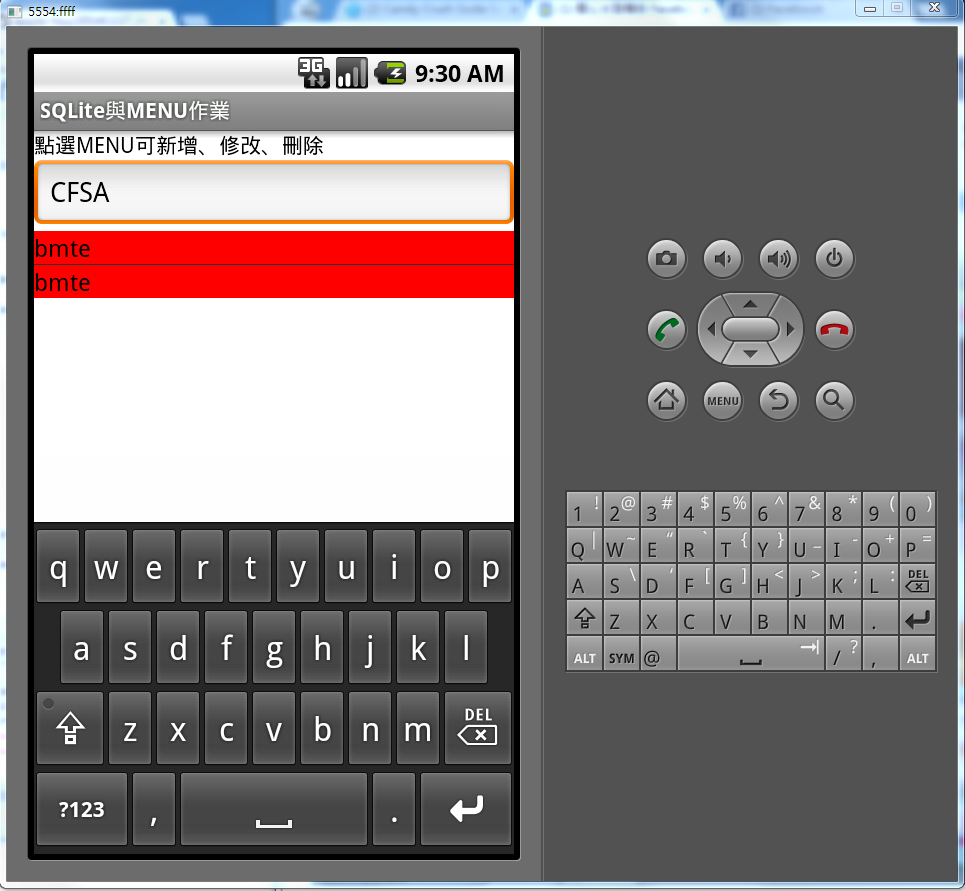 5554:ffff
3G 9:30 AM
SQLite與MENU作業
點選MENU可新增、修改、刪除
CFSA
bmte
bmte
q w e r t y u i o p
a s d f g h j k l
z x c v b n m DEL
?123 , .
MENU
1 ! 2 @ 3 # 4 $ 5 % 6 ^ 7 & 8 * 9 ( 0 )
Q | W ~ E “ R ` T { Y } U _ I - O + P =
A S \ D ‘ F [ G ] H < J > K ; L : DEL
Z X C V B N M .
ALT SYM @ / ? , ALT